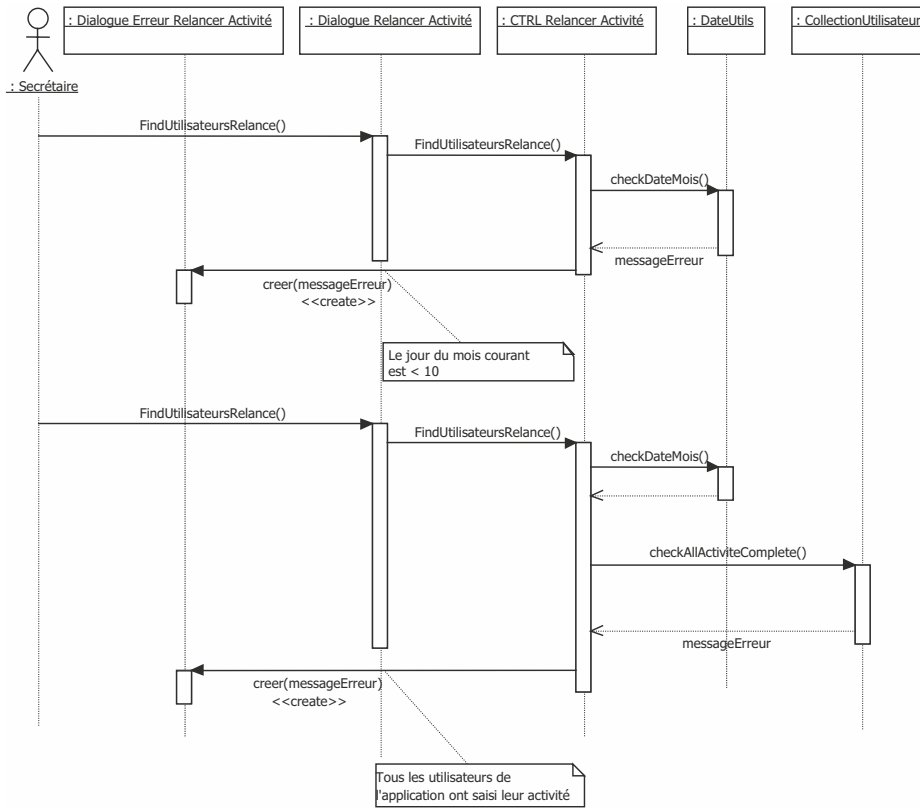 : Dialogue Erreur Relancer Activité
: Dialogue Relancer Activité
: CTRL Relancer Activité
: DateUtils
: CollectionUtilisateur
: Secrétaire
FindUtilisateursRelance()
FindUtilisateursRelance()
checkDateMois()
messageErreur
creer(messageErreur)
<<create>>
Le jour du mois courant
est < 10
FindUtilisateursRelance()
FindUtilisateursRelance()
checkDateMois()
checkAllActiviteComplete()
messageErreur
creer(messageErreur)
<<create>>
Tous les utilisateurs de
l'application ont saisi leur activité